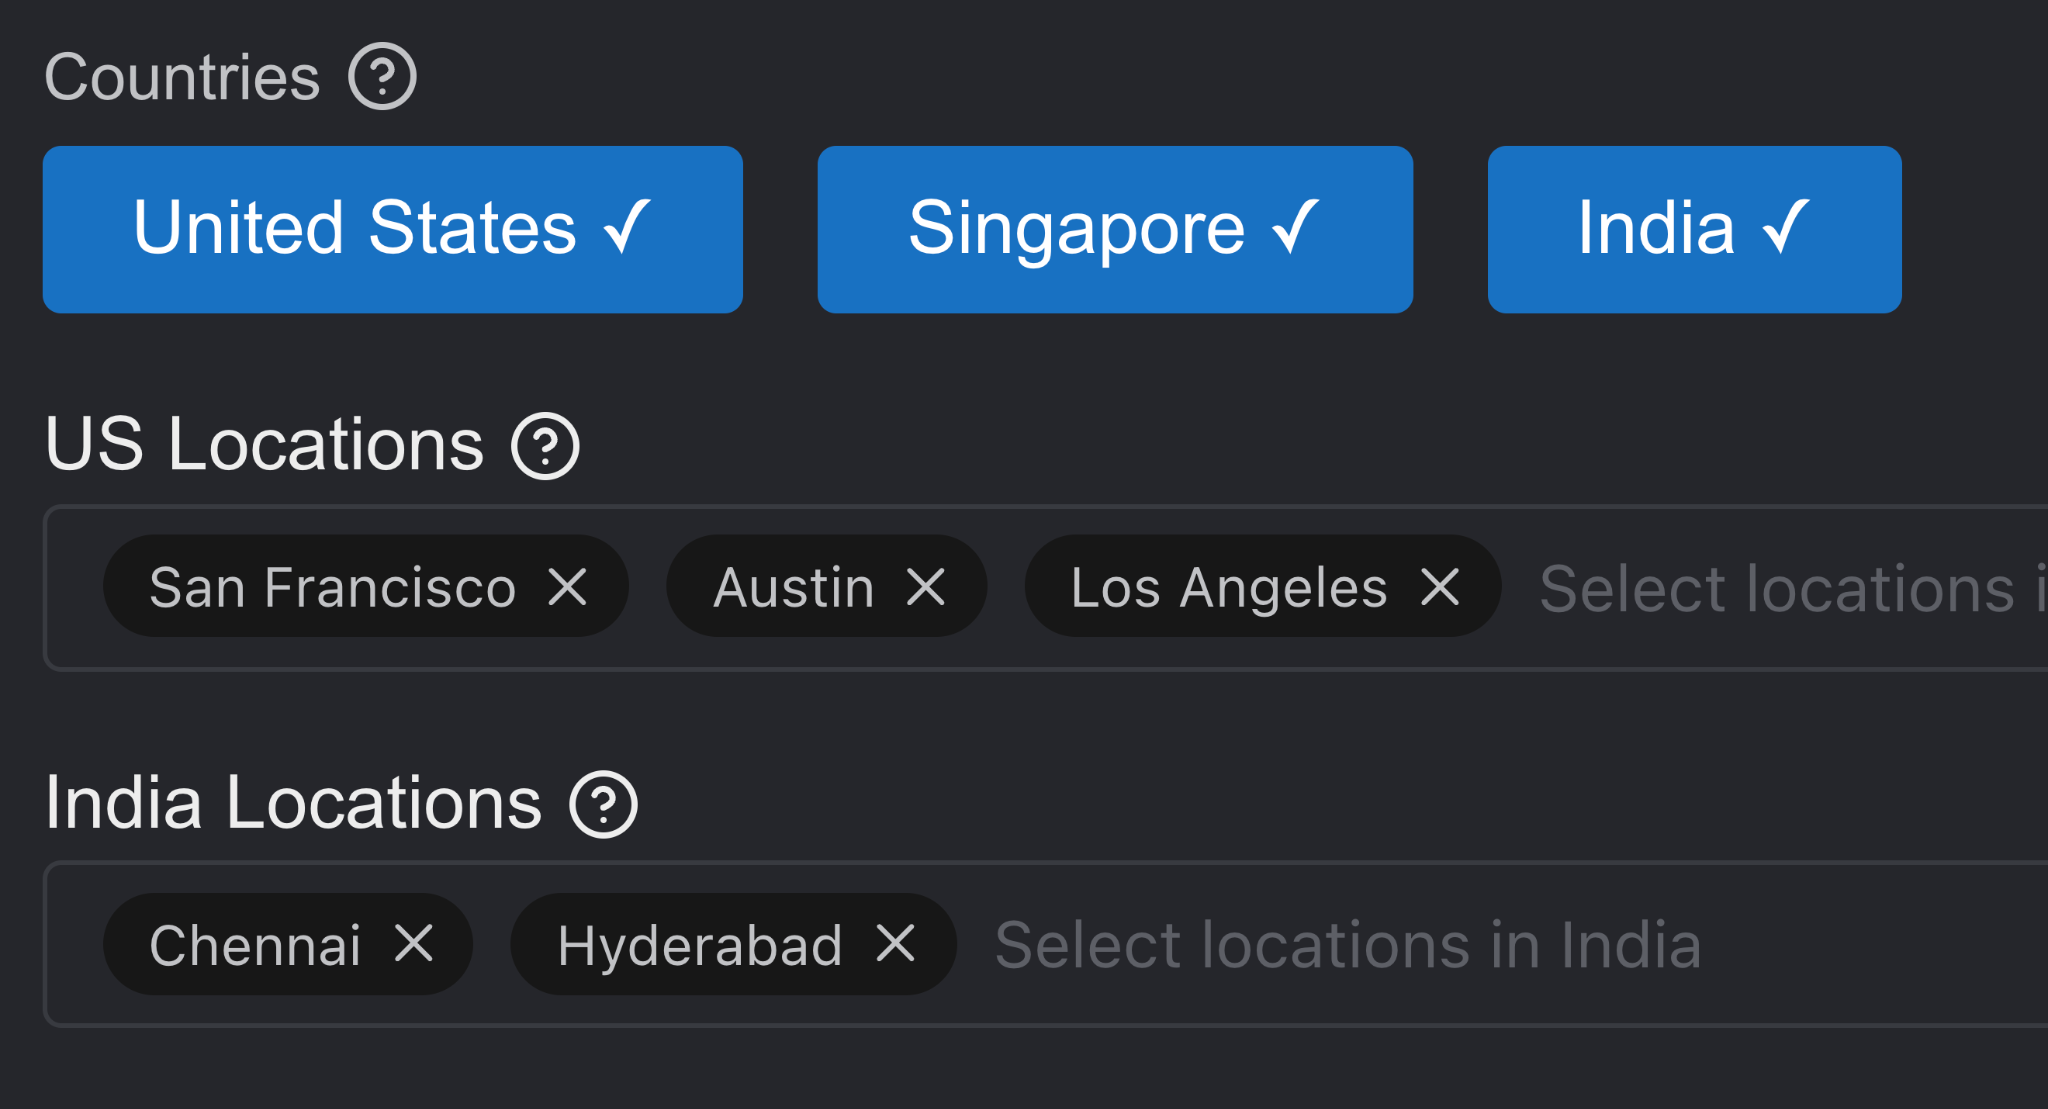 Countries ?
United States ✓ Singapore ✓ India ✓
US Locations ?
San Francisco × Austin × Los Angeles × Select locations i
India Locations ?
Chennai × Hyderabad × Select locations in India